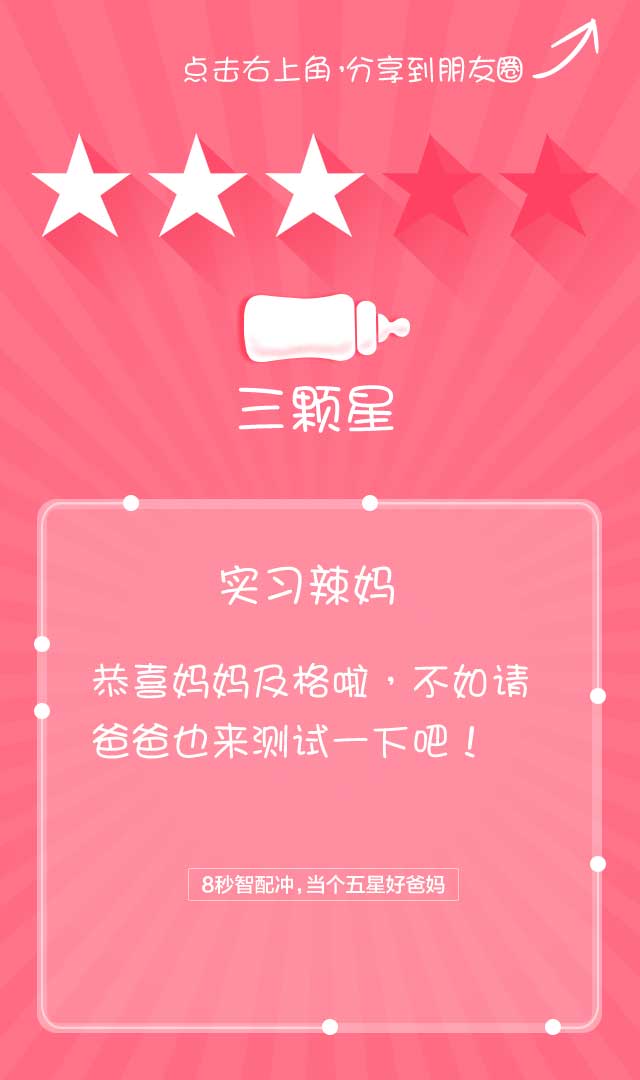 点击右上角,分享到朋友圈
三颗星
实习辣妈
恭喜妈妈及格啦，不如请
爸爸也来测试一下吧！
8秒智配冲,当个五星好爸妈